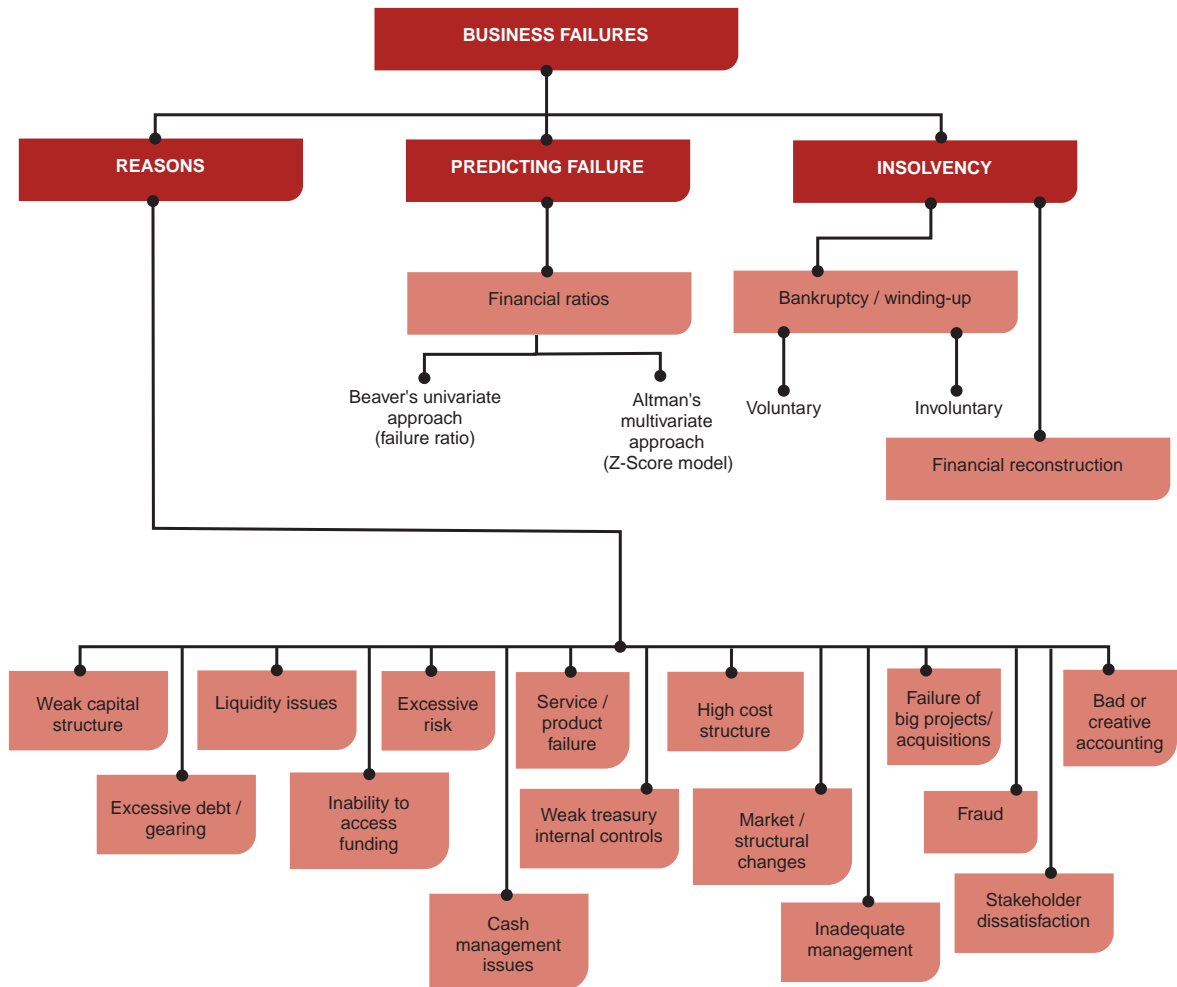 BUSINESS FAILURES
REASONS
PREDICTING FAILURE
INSOLVENCY
Financial ratios
Bankruptcy / winding-up
Beaver's univariate
approach
(failure ratio)
Altman's
multivariate
approach
(Z-Score model)
Voluntary
Involuntary
Financial reconstruction
Weak capital
structure
Liquidity issues
Excessive
risk
Service /
product
failure
High cost
structure
Failure of
big projects/
acquisitions
Bad or
creative
accounting
Excessive debt /
gearing
Inability to
access
funding
Weak treasury
internal controls
Market /
structural
changes
Fraud
Cash
management
issues
Inadequate
management
Stakeholder
dissatisfaction